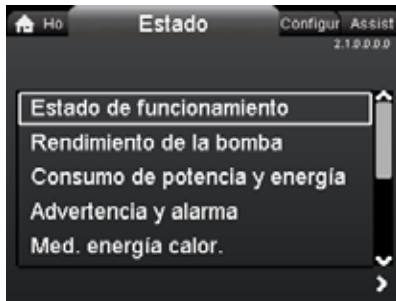 Ho Estado Configur Assist
2.1.0.0.0.0
Estado de funcionamiento
Rendimiento de la bomba
Consumo de potencia y energía
Advertencia y alarma
Med. energía calor.